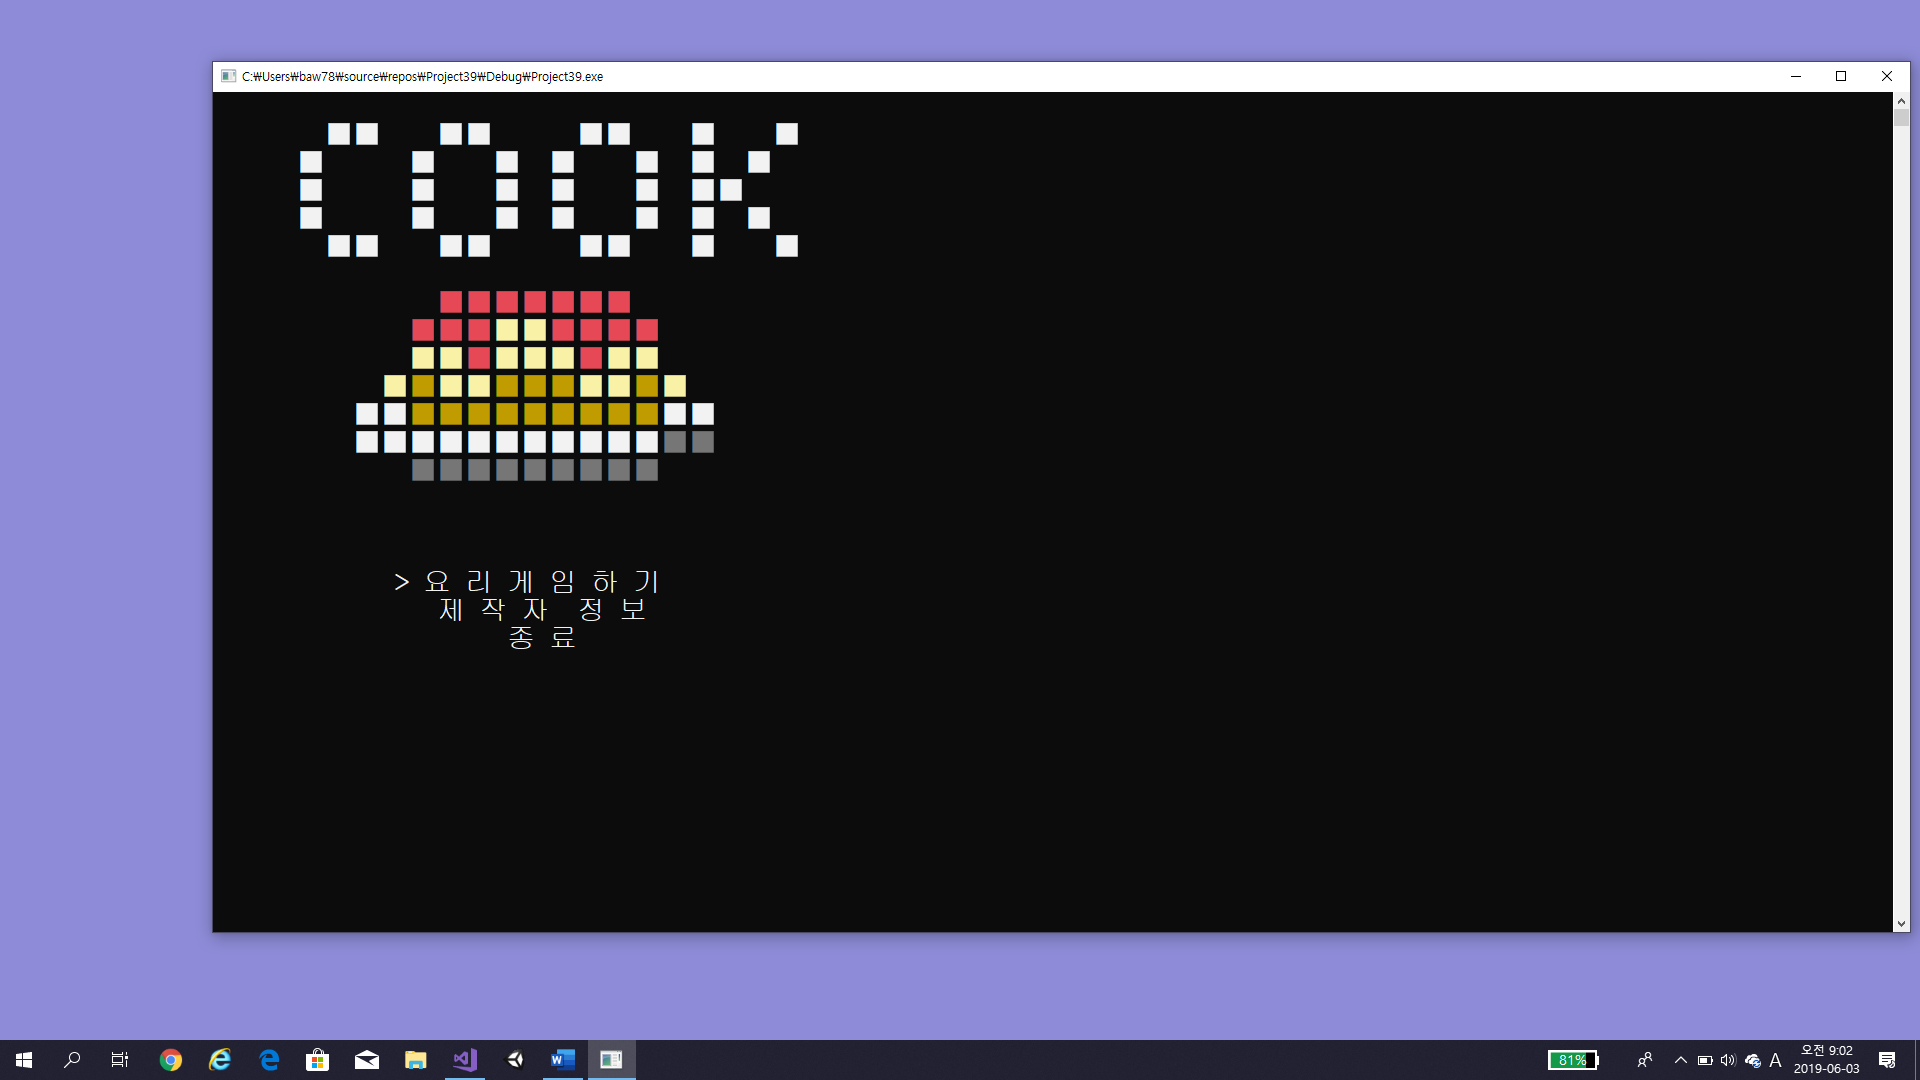 C:₩Users₩baw78₩source₩repos₩Project39₩Debug₩Project39.exe
COOK
> 요 리 게 임 하 기
제 작 자  정 보
종 료
81%
A
오전 9:02
2019-06-03